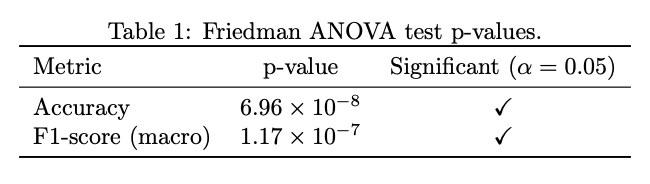 Table 1: Friedman ANOVA test p-values.
Metric p-value Significant (α = 0.05)
Accuracy 6.96 × 10⁻⁸ ✓
F1-score (macro) 1.17 × 10⁻⁷ ✓